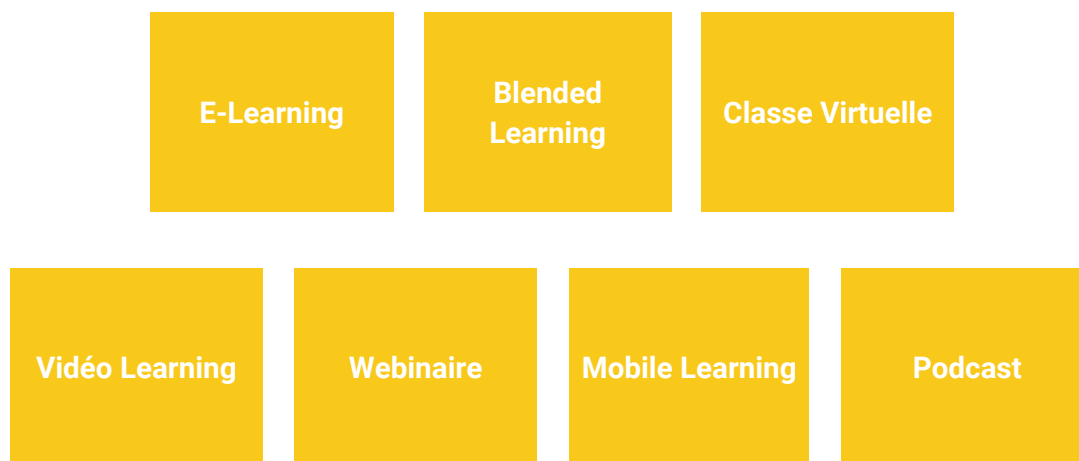 E-Learning
Blended
Learning
Classe Virtuelle
Vidéo Learning
Webinaire
Mobile Learning
Podcast